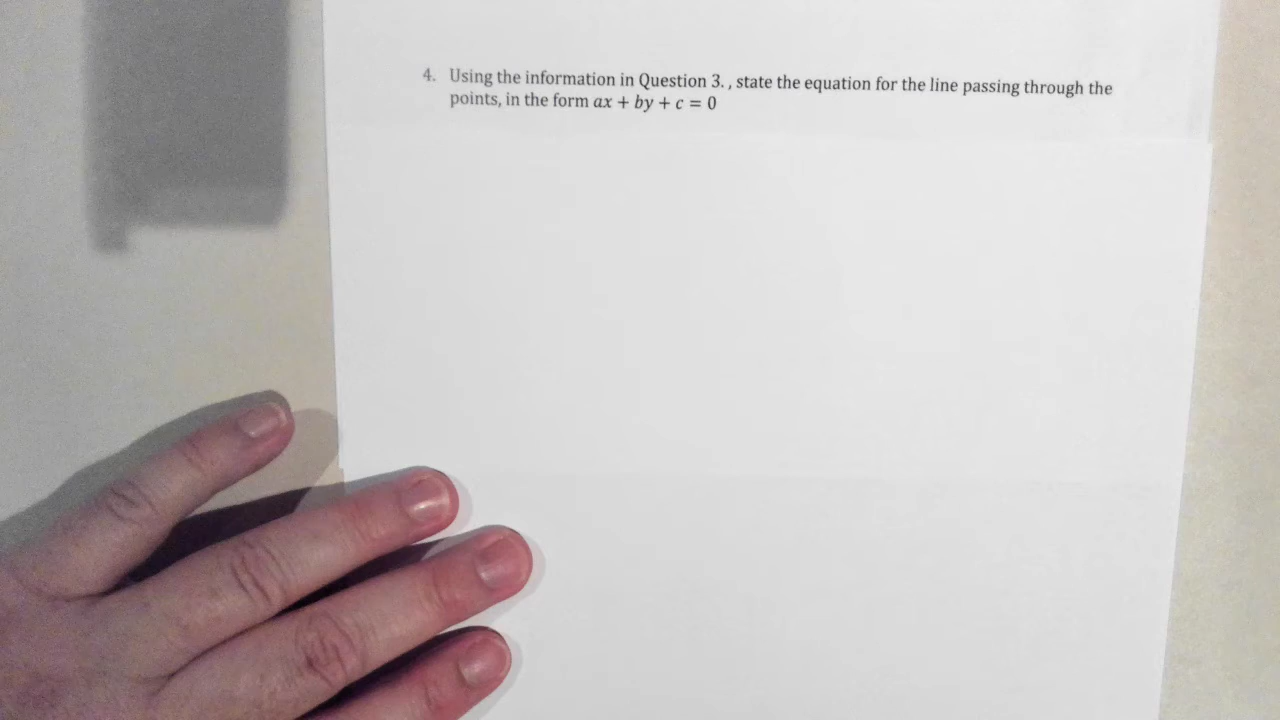 4. Using the information in Question 3. , state the equation for the line passing through the
points, in the form ax + by + c = 0